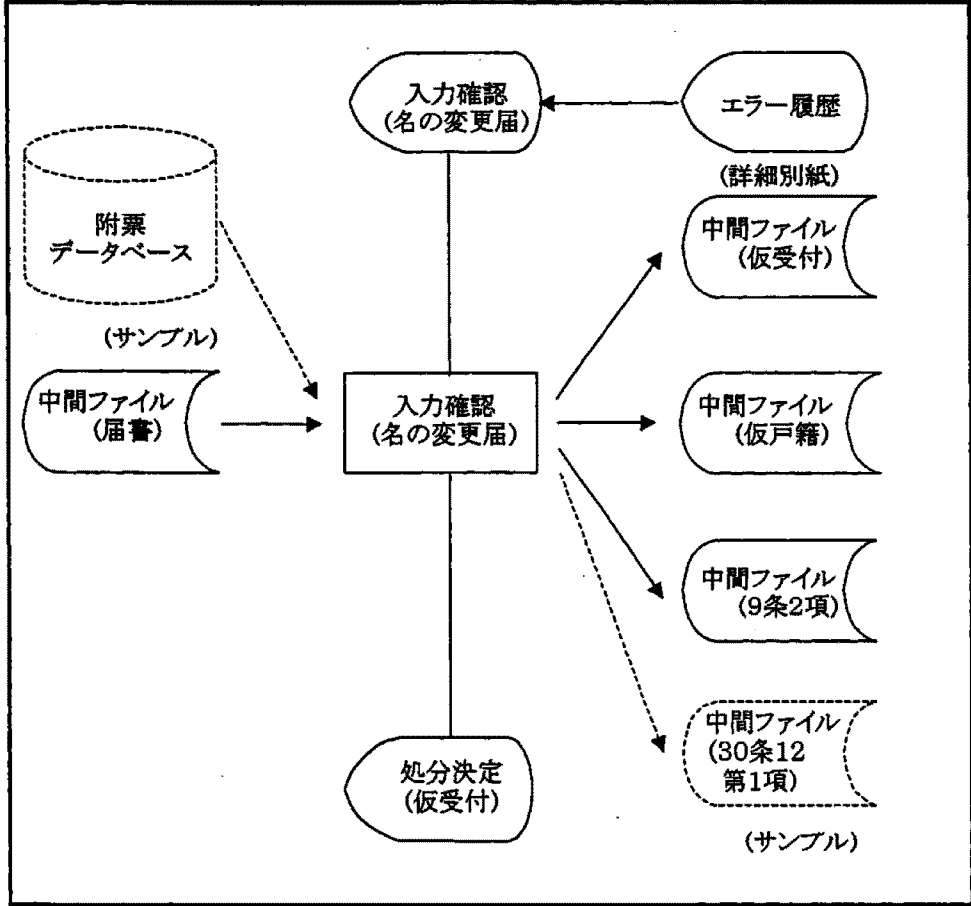 入力確認
(名の変更届)
エラー履歴
(詳細別紙)
附票
データベース
(サンプル)
中間ファイル
(仮受付)
中間ファイル
(届書)
入力確認
(名の変更届)
中間ファイル
(仮戸籍)
中間ファイル
(9条2項)
処分決定
(仮受付)
中間ファイル
(30条12
第1項)
(サンプル)